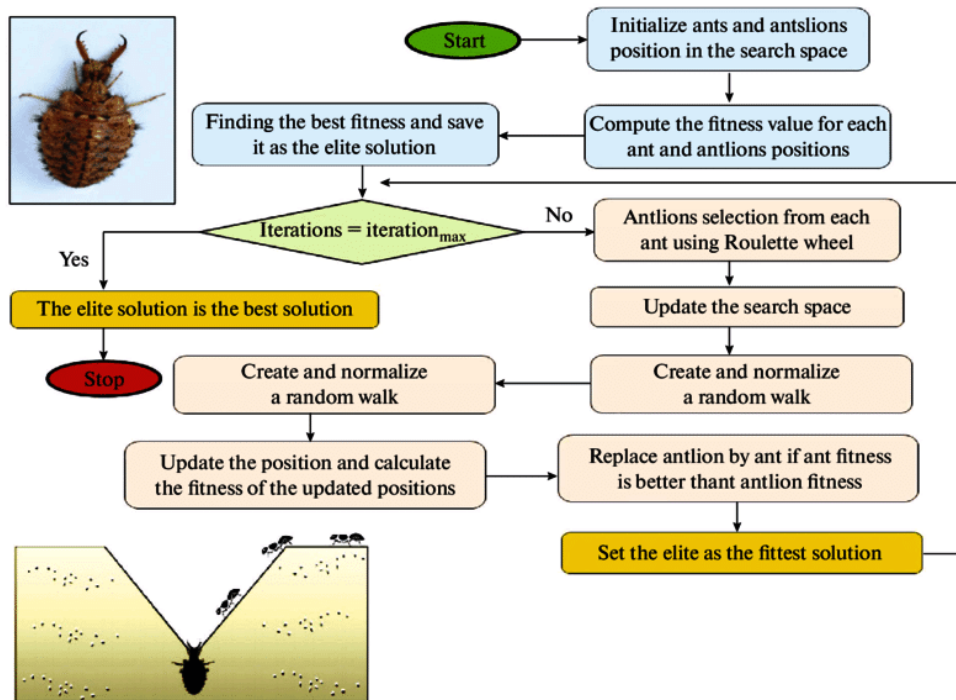 Start
Initialize ants and antslions
position in the search space
Compute the fitness value for each
ant and antlions positions
Finding the best fitness and save
it as the elite solution
Iterations = iteration_max
No
Yes
Antlions selection from each
ant using Roulette wheel
The elite solution is the best solution
Stop
Update the search space
Create and normalize
a random walk
Create and normalize
a random walk
Update the position and calculate
the fitness of the updated positions
Replace antlion by ant if ant fitness
is better thant antlion fitness
Set the elite as the fittest solution